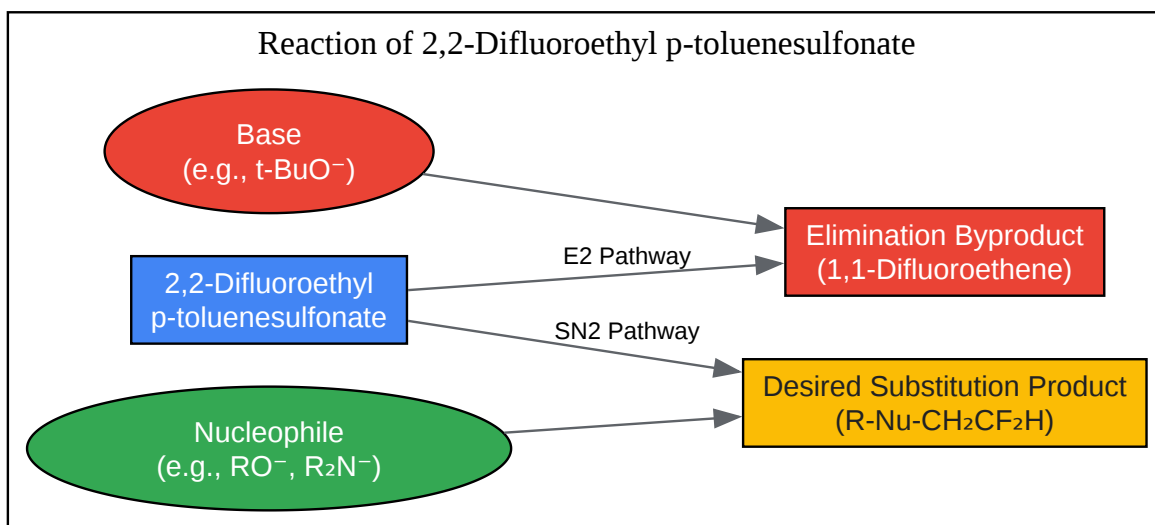 Reaction of 2,2-Difluoroethyl p-toluenesulfonate
Base
(e.g., t-BuO⁻)
Elimination Byproduct
(1,1-Difluoroethene)
E2 Pathway
2,2-Difluoroethyl
p-toluenesulfonate
SN2 Pathway
Desired Substitution Product
(R-Nu-CH₂CF₂H)
Nucleophile
(e.g., RO⁻, R₂N⁻)